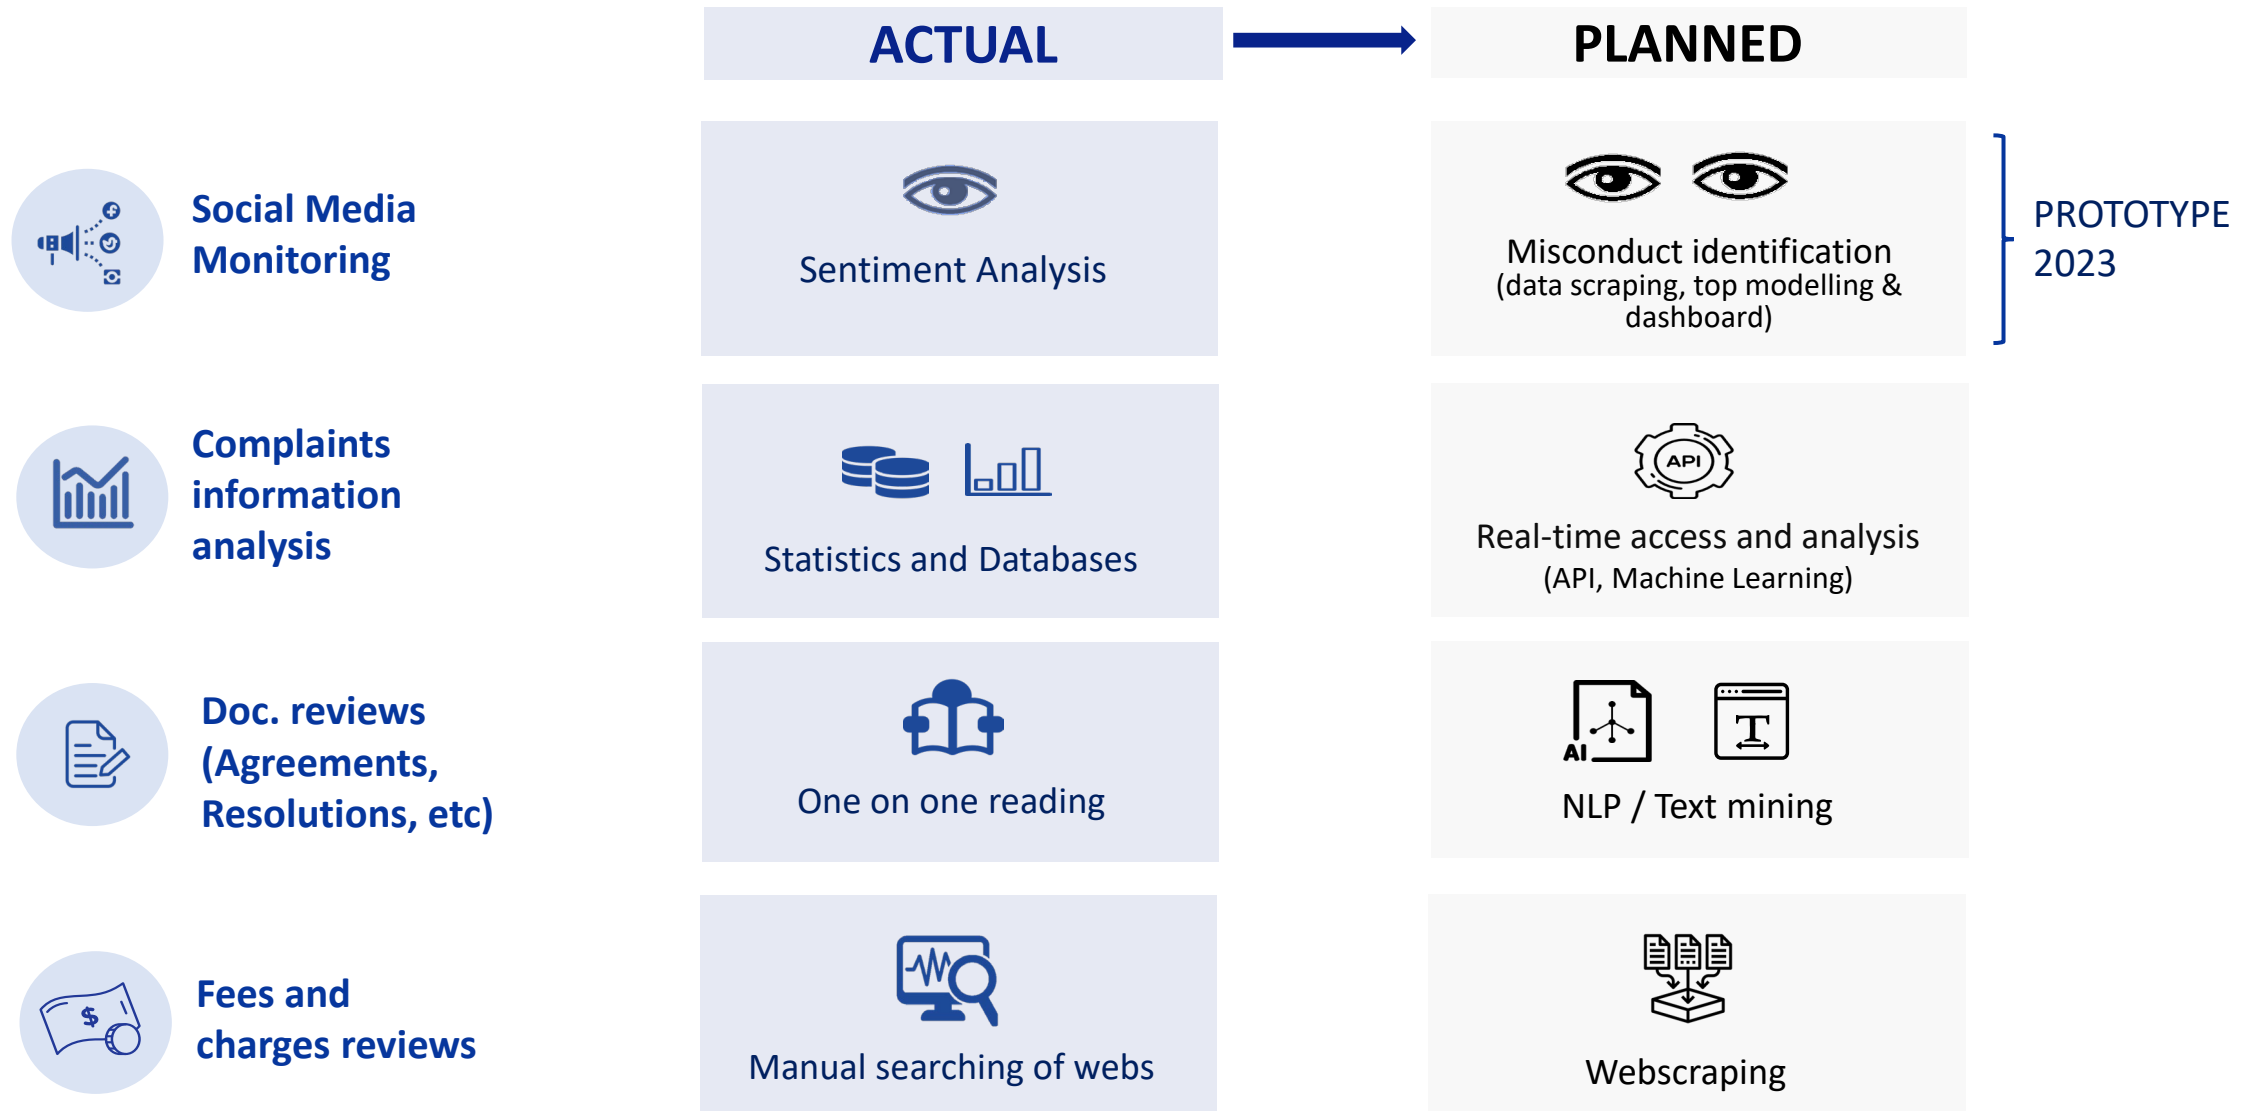 ACTUAL
PLANNED
Social Media
Monitoring
Sentiment Analysis
Misconduct identification
(data scraping, top modelling &
dashboard)
PROTOTYPE
2023
Complaints
information
analysis
Statistics and Databases
API
Real-time access and analysis
(API, Machine Learning)
Doc. reviews
(Agreements,
Resolutions, etc)
One on one reading
AI
T
NLP / Text mining
$
Fees and
charges reviews
Manual searching of webs
Webscraping